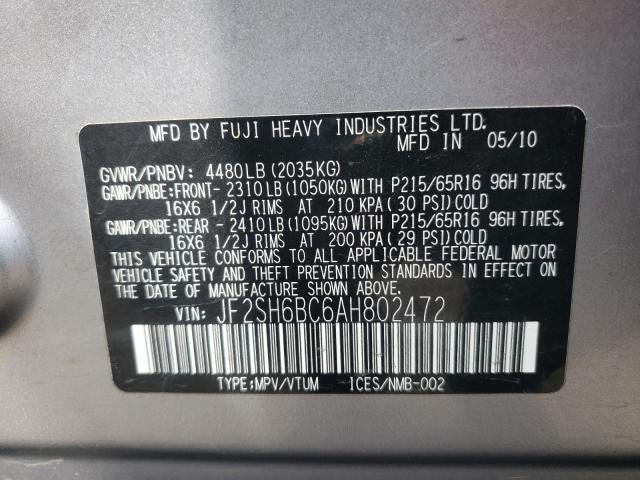 MFD BY FUJI HEAVY INDUSTRIES LTD.
MFD IN 05/10
GVWR/PNBV: 4480LB(2035KG)
GAWR/PNBE:FRONT- 2310LB(1050KG)WITH P215/65R16 96H TIRES,
16X6 1/2J RIMS AT 210 KPA(30 PSI)COLD
GAWR/PNBE:REAR - 2410LB(1095KG)WITH P215/65R16 96H TIRES,
16X6 1/2J RIMS AT 200 KPA(29 PSI)COLD
THIS VEHICLE CONFORMS TO ALL APPLICABLE FEDERAL MOTOR
VEHICLE SAFETY AND THEFT PREVENTION STANDARDS IN EFFECT ON
THE DATE OF MANUFACTURE SHOWN ABOVE.
VIN: JF2SH6BC6AH802472
TYPE:MPV/VTUM ICES/NMB-002